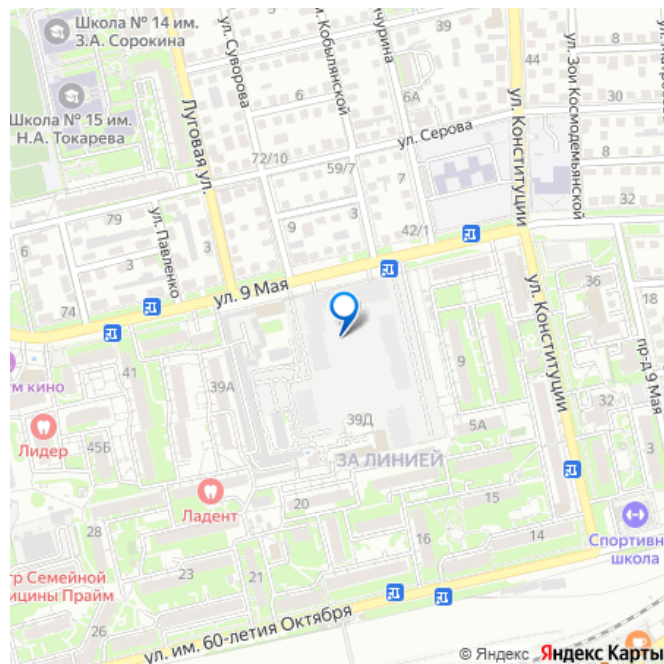 Школа № 14 им.
З.А. Сорокина
Школа № 15 им.
Н.А. Токарева
ул. Суворова
Кобылянской
ул. Конституции
ул. Зои Космодемьянской
44
8
6
6А
30
ул. Серова
Луговая ул.
72/10
59/7
7
8
32
79
ул. Павленко
3
9
3
42/1
6
74
ул. 9 Мая
ул. Конституции
36
18
пр-д 9 Мая
41
39А
9
39Д
5А
32
3
45Б
Лидер
ЗА ЛИНИЕЙ
Ладент
20
15
28
16
14
Спортивн
школа
23
21
26
ул. им. 60-летия Октября
© Яндекс Яндекс Карты